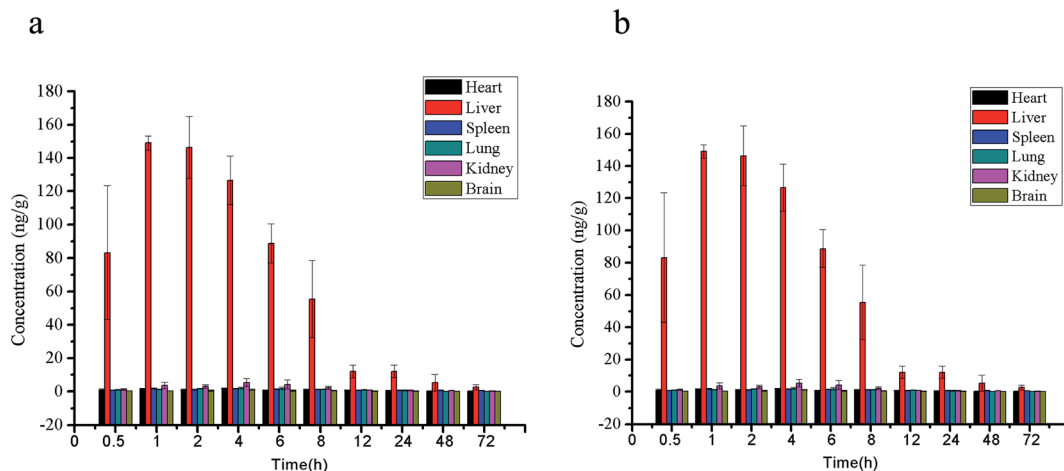 a
Heart
Liver
Spleen
Lung
Kidney
Brain
180
160
140
120
100
80
60
40
20
0
-20
Concentration (ng/g)
0 0.5 1 2 4 6 8 12 24 48 72
Time(h)
b
Heart
Liver
Spleen
Lung
Kidney
Brain
180
160
140
120
100
80
60
40
20
0
-20
Concentration (ng/g)
0 0.5 1 2 4 6 8 12 24 48 72
Time(h)